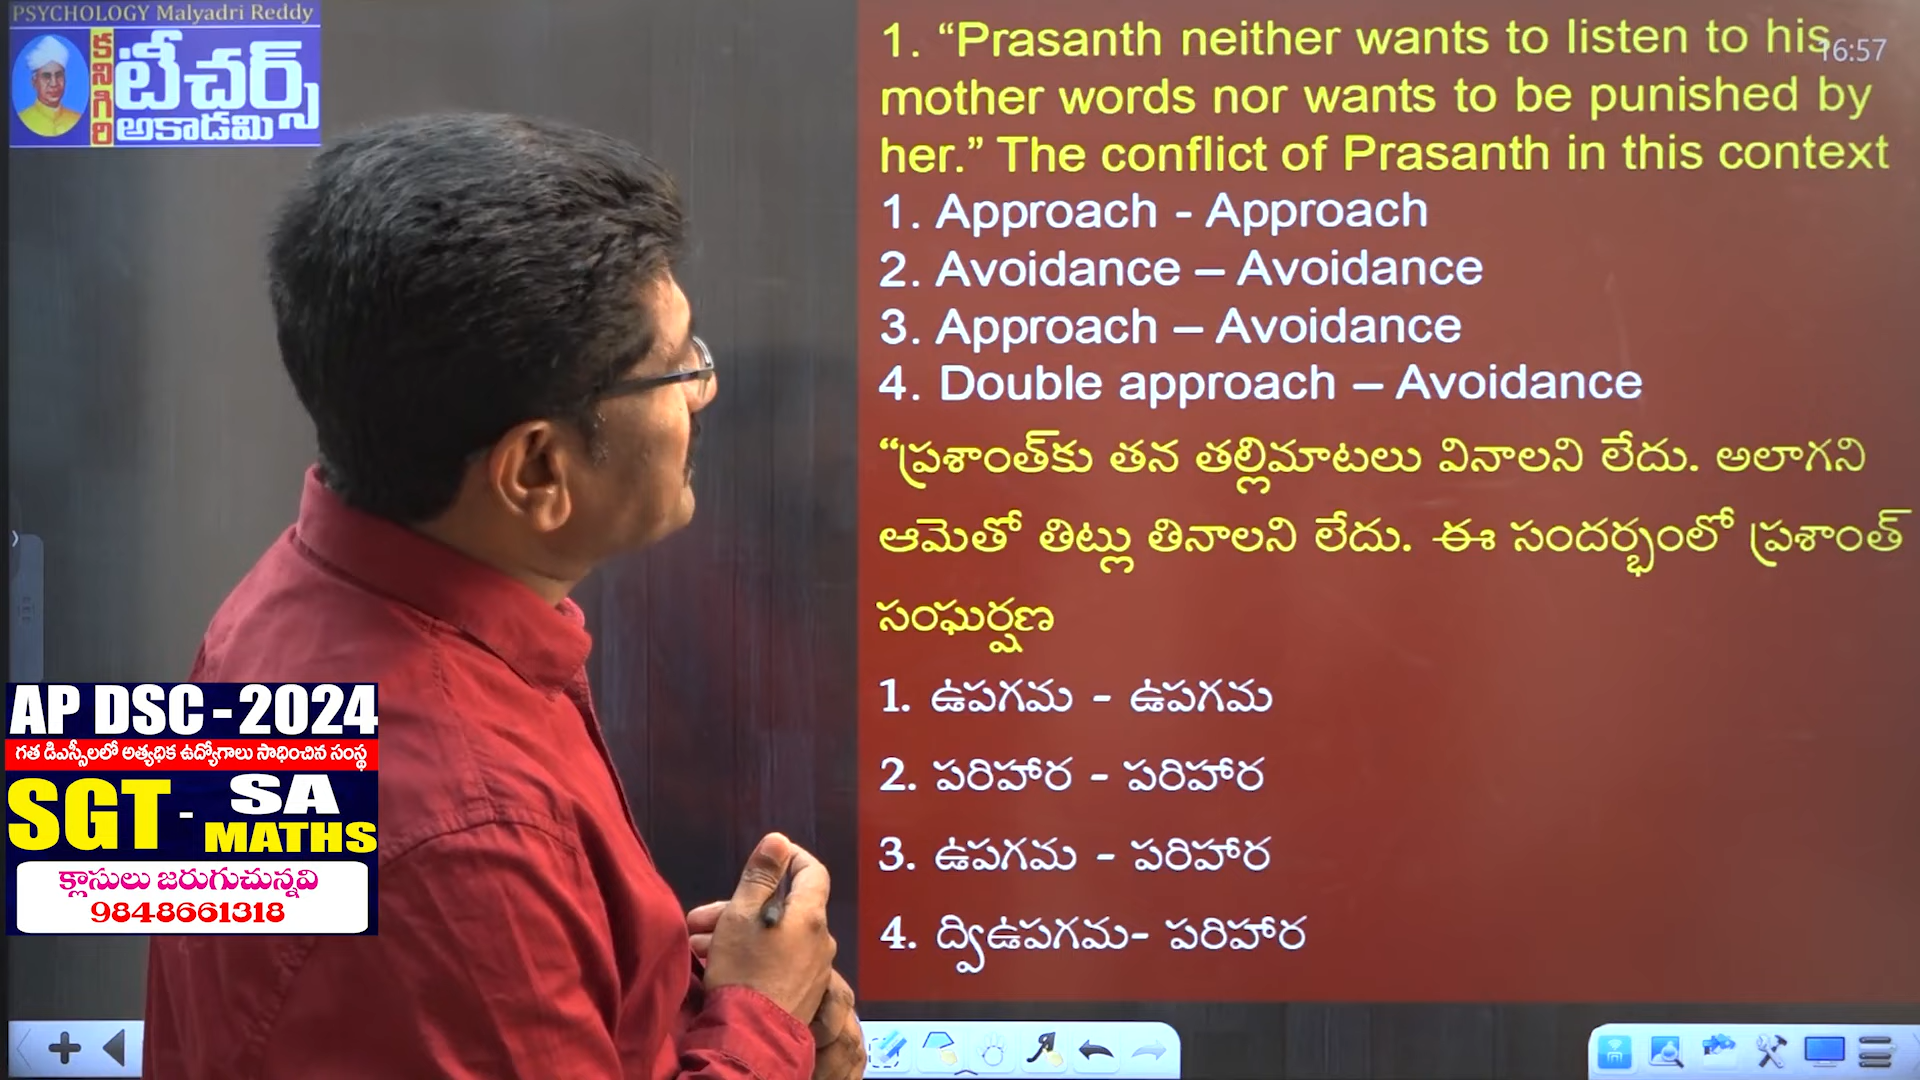 PSYCHOLOGY Malyadri Reddy
కనిగిరి
టీచర్స్
అకాడమి
1. “Prasanth neither wants to listen to his
16:57
mother words nor wants to be punished by
her.” The conflict of Prasanth in this context
1. Approach - Approach
2. Avoidance – Avoidance
3. Approach – Avoidance
4. Double approach – Avoidance
“ప్రశాంత్‌కు తన తల్లిమాటలు వినాలని లేదు. అలాగని
ఆమెతో తిట్లు తినాలని లేదు. ఈ సందర్భంలో ప్రశాంత్
సంఘర్షణ
1. ఉపగమ - ఉపగమ
2. పరిహార - పరిహార
3. ఉపగమ - పరిహార
4. ద్విఉపగమ- పరిహార
AP DSC - 2024
గత డిఎస్సీలలో అత్యధిక ఉద్యోగాలు సాధించిన సంస్థ
SGT - SA
MATHS
క్లాసులు జరుగుచున్నవి
9848661318